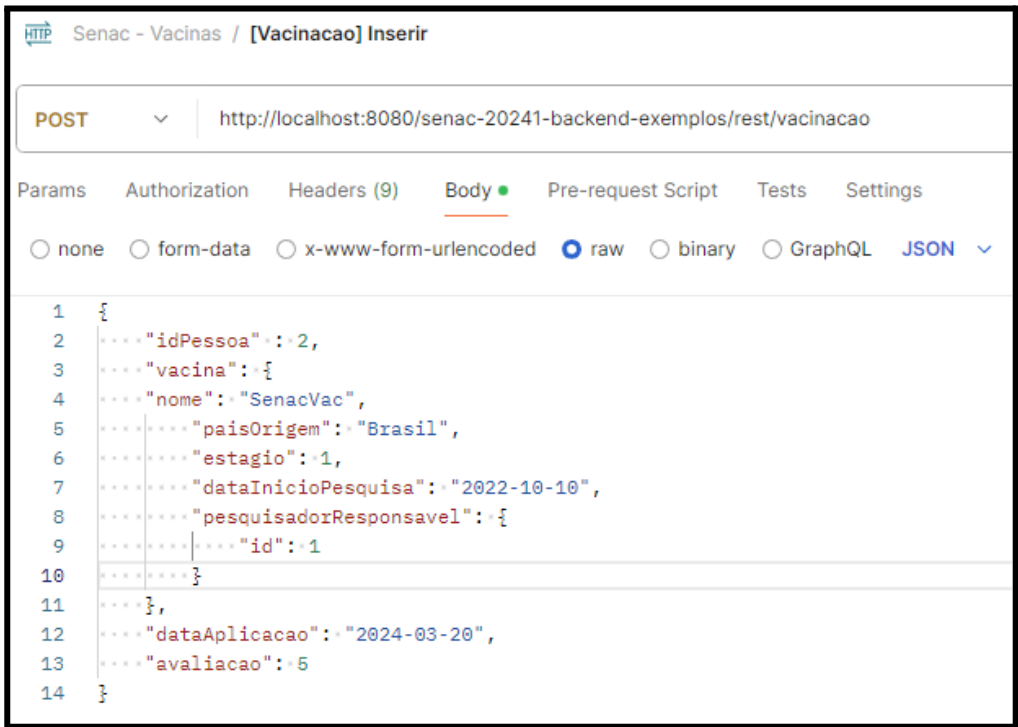 HTTP Senac - Vacinas / [Vacinacao] Inserir
POST http://localhost:8080/senac-20241-backend-exemplos/rest/vacinacao
Params Authorization Headers (9) Body Pre-request Script Tests Settings
none form-data x-www-form-urlencoded raw binary GraphQL JSON
1 {
2 "idPessoa" : 2,
3 "vacina": {
4 "nome": "SenacVac",
5 "paisOrigem": "Brasil",
6 "estagio": 1,
7 "dataInicioPesquisa": "2022-10-10",
8 "pesquisadorResponsavel": {
9 "id": 1
10 }
11 },
12 "dataAplicacao": "2024-03-20",
13 "avaliacao": 5
14 }